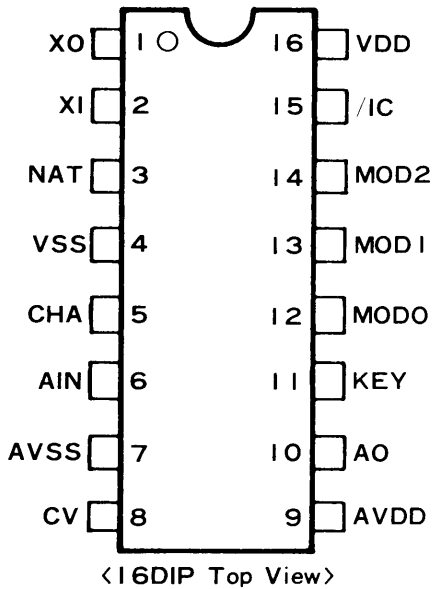 XO 1 16 VDD
XI 2 15 /IC
NAT 3 14 MOD2
VSS 4 13 MOD1
CHA 5 12 MOD0
AIN 6 11 KEY
AVSS 7 10 AO
CV 8 9 AVDD
<16DIP Top View>